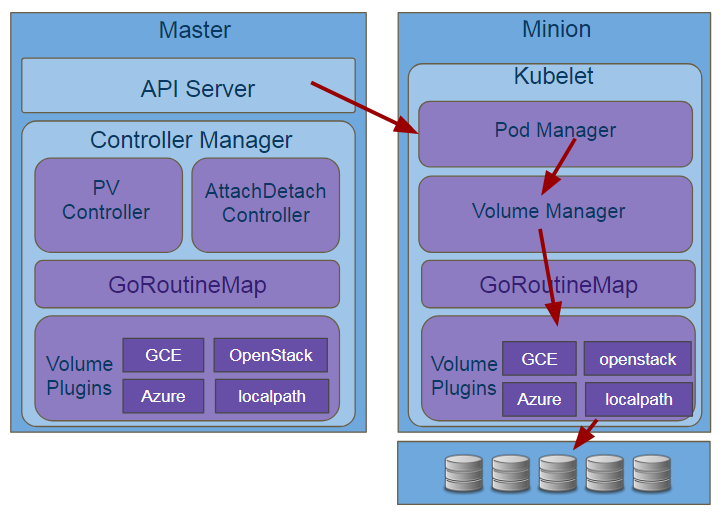 Master
API Server
Controller Manager
PV
Controller
AttachDetach
Controller
GoRoutineMap
Volume
Plugins
GCE
OpenStack
Azure
localpath
Minion
Kubelet
Pod Manager
Volume Manager
GoRoutineMap
Volume
Plugins
GCE
openstack
Azure
localpath